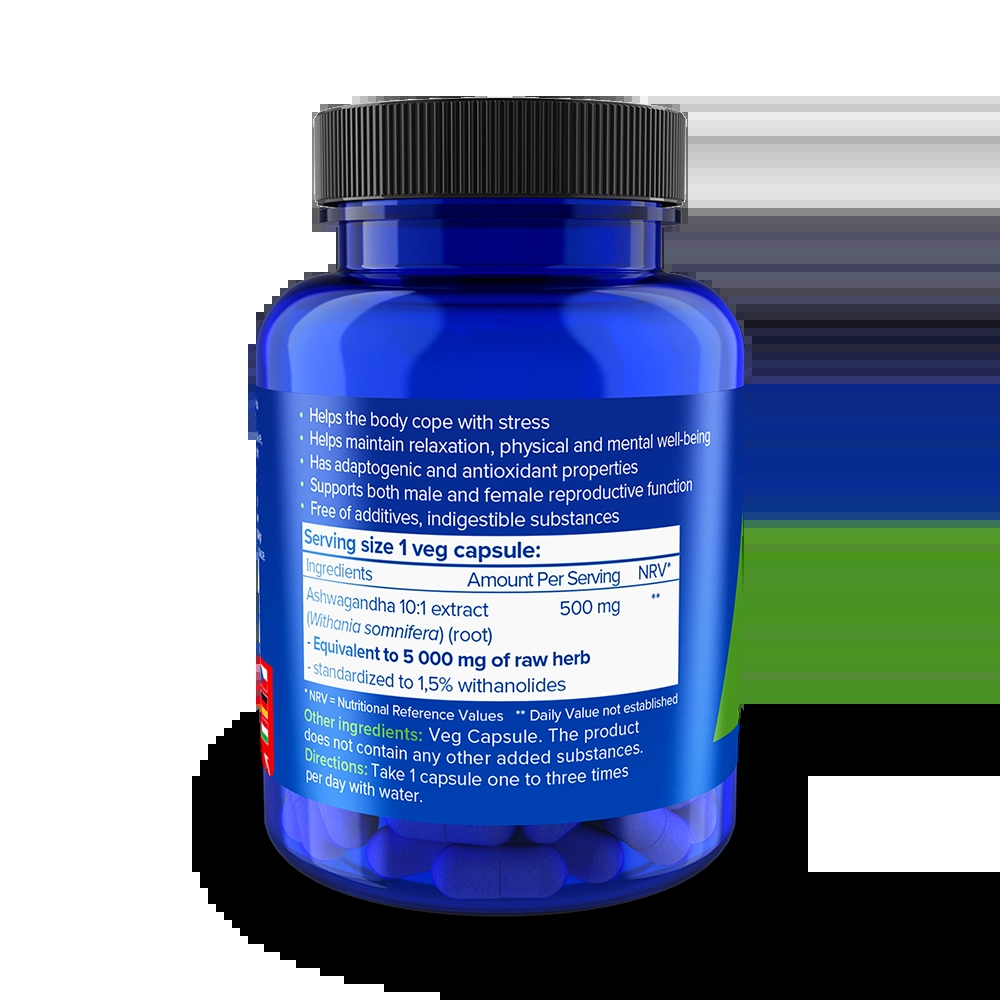 • Helps the body cope with stress
• Helps maintain relaxation, physical and mental well-being
• Has adaptogenic and antioxidant properties
• Supports both male and female reproductive function
• Free of additives, indigestible substances
Serving size 1 veg capsule:
Ingredients Amount Per Serving NRV*
Ashwagandha 10:1 extract 500 mg **
(Withania somnifera) (root)
- Equivalent to 5 000 mg of raw herb
- standardized to 1,5% withanolides
*NRV = Nutritional Reference Values ** Daily Value not established
Other ingredients: Veg Capsule. The product
does not contain any other added substances.
Directions: Take 1 capsule one to three times
per day with water.